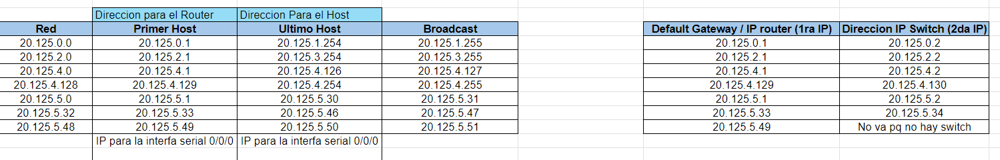 Direccion para el Router Direccion Para el Host
Red Primer Host Ultimo Host Broadcast Default Gateway / IP router (1ra IP) Direccion IP Switch (2da IP)
20.125.0.0 20.125.0.1 20.125.1.254 20.125.1.255 20.125.0.1 20.125.0.2
20.125.2.0 20.125.2.1 20.125.3.254 20.125.3.255 20.125.2.1 20.125.2.2
20.125.4.0 20.125.4.1 20.125.4.126 20.125.4.127 20.125.4.1 20.125.4.2
20.125.4.128 20.125.4.129 20.125.4.254 20.125.4.255 20.125.4.129 20.125.4.130
20.125.5.0 20.125.5.1 20.125.5.30 20.125.5.31 20.125.5.1 20.125.5.2
20.125.5.32 20.125.5.33 20.125.5.46 20.125.5.47 20.125.5.33 20.125.5.34
20.125.5.48 20.125.5.49 20.125.5.50 20.125.5.51 20.125.5.49 No va pq no hay switch
IP para la interfa serial 0/0/0 IP para la interfa serial 0/0/0